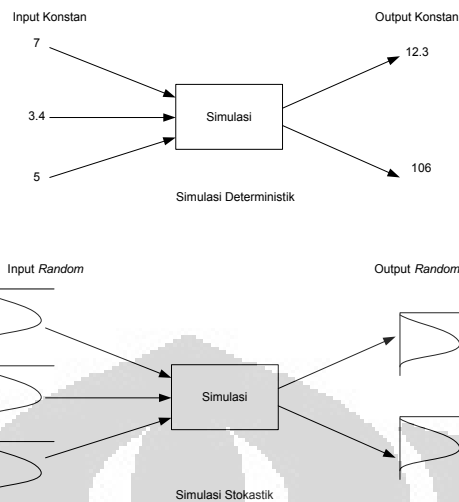 Input Konstan
Output Konstan
7
12.3
3.4
Simulasi
5
106
Simulasi Deterministik
Input Random
Output Random
Simulasi
Simulasi Stokastik